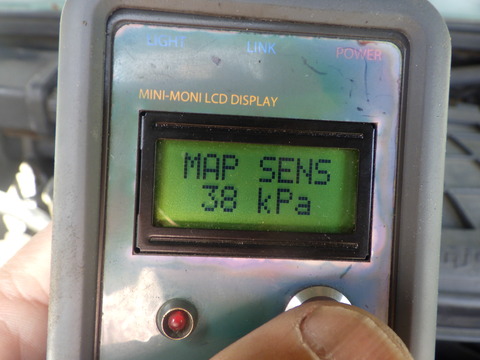 LIGHT LINK POWER
MINI-MONI LCD DISPLAY
MAP SENS
38 kPa